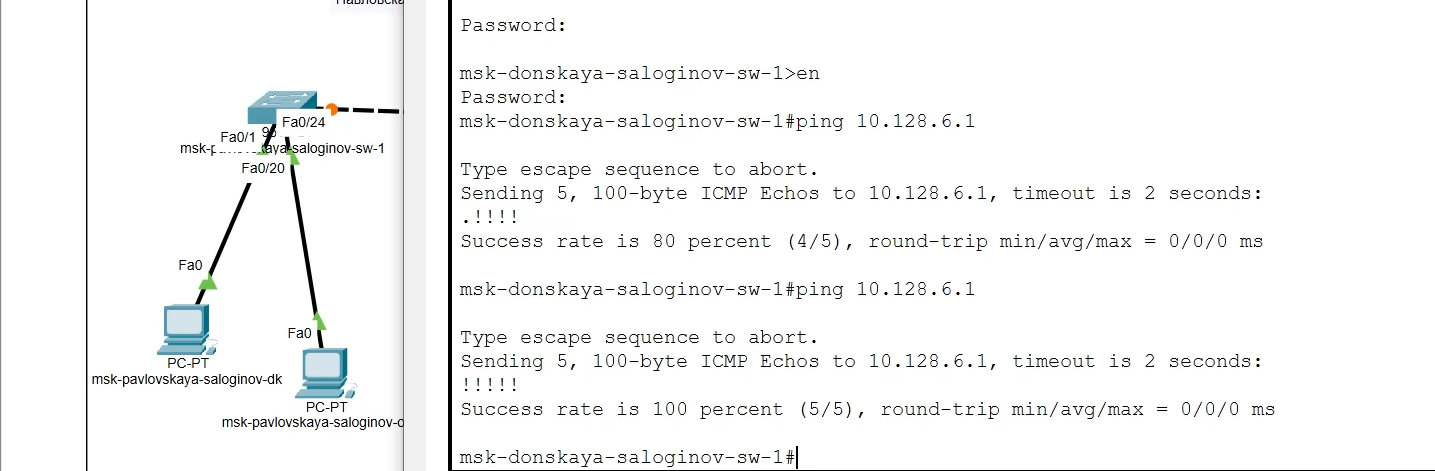 Fa0/24
Fa0/1
saloginov-sw-1
Fa0/20
Fa0
Fa0
PC-PT
msk-pavlovskaya-saloginov-dk
PC-PT
msk-pavlovskaya-saloginov-
Password:
msk-donskaya-saloginov-sw-1>en
Password:
msk-donskaya-saloginov-sw-1#ping 10.128.6.1
Type escape sequence to abort.
Sending 5, 100-byte ICMP Echos to 10.128.6.1, timeout is 2 seconds:
.!!!!
Success rate is 80 percent (4/5), round-trip min/avg/max = 0/0/0 ms
msk-donskaya-saloginov-sw-1#ping 10.128.6.1
Type escape sequence to abort.
Sending 5, 100-byte ICMP Echos to 10.128.6.1, timeout is 2 seconds:
!!!!!
Success rate is 100 percent (5/5), round-trip min/avg/max = 0/0/0 ms
msk-donskaya-saloginov-sw-1#